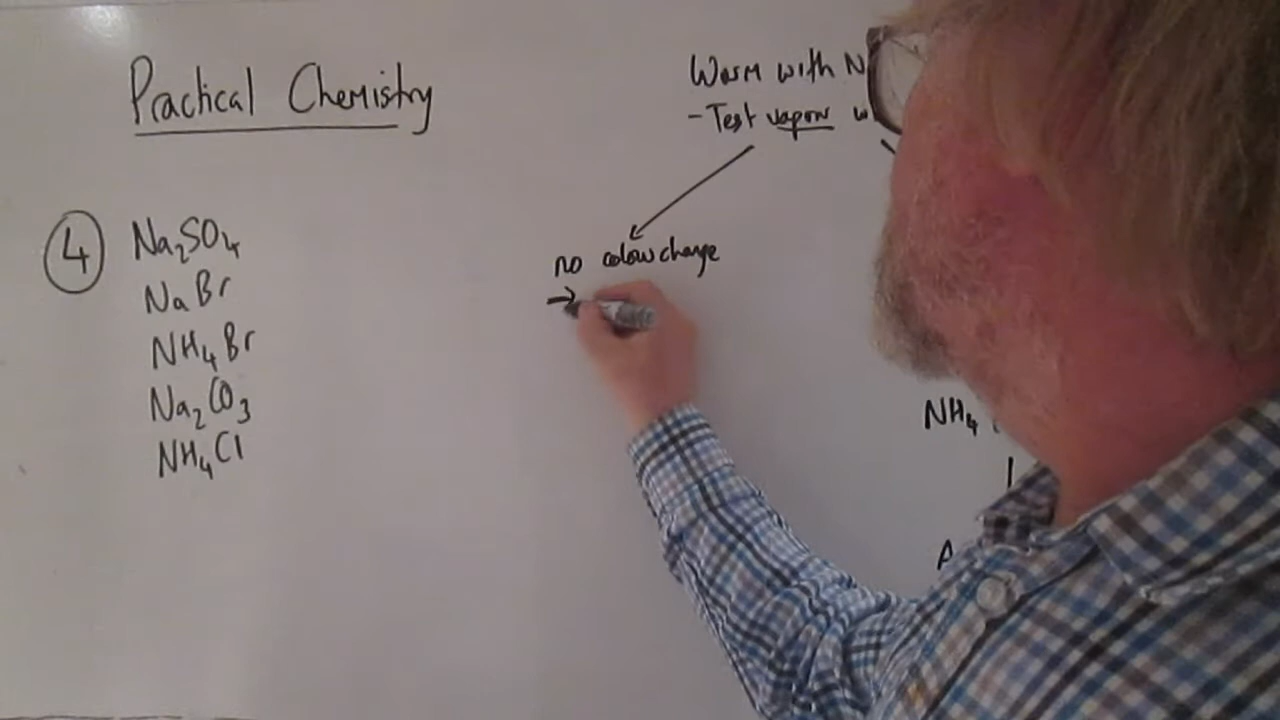 Practical Chemistry
4 Na₂SO₄
NaBr
NH₄Br
Na₂CO₃
NH₄Cl
Warm with N
- Test vapour w
no colour change
→
NH₄
A